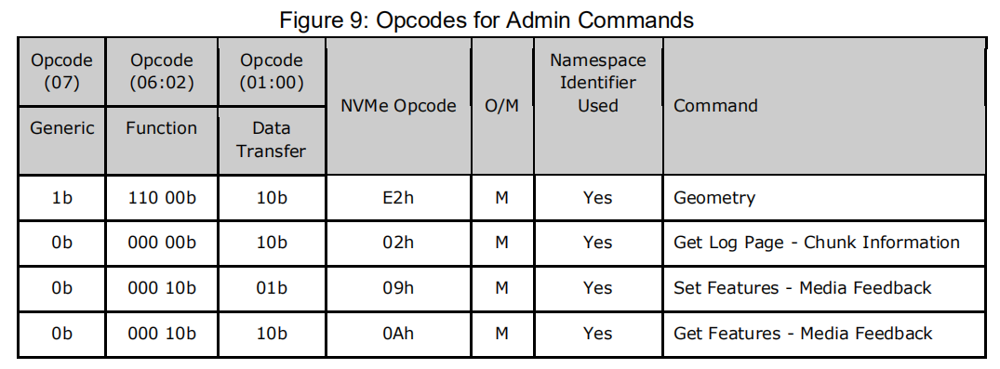 Figure 9: Opcodes for Admin Commands
Opcode (07) Opcode (06:02) Opcode (01:00) NVMe Opcode O/M Namespace Identifier Used Command
Generic Function Data Transfer
1b 110 00b 10b E2h M Yes Geometry
0b 000 00b 10b 02h M Yes Get Log Page - Chunk Information
0b 000 10b 01b 09h M Yes Set Features - Media Feedback
0b 000 10b 10b 0Ah M Yes Get Features - Media Feedback